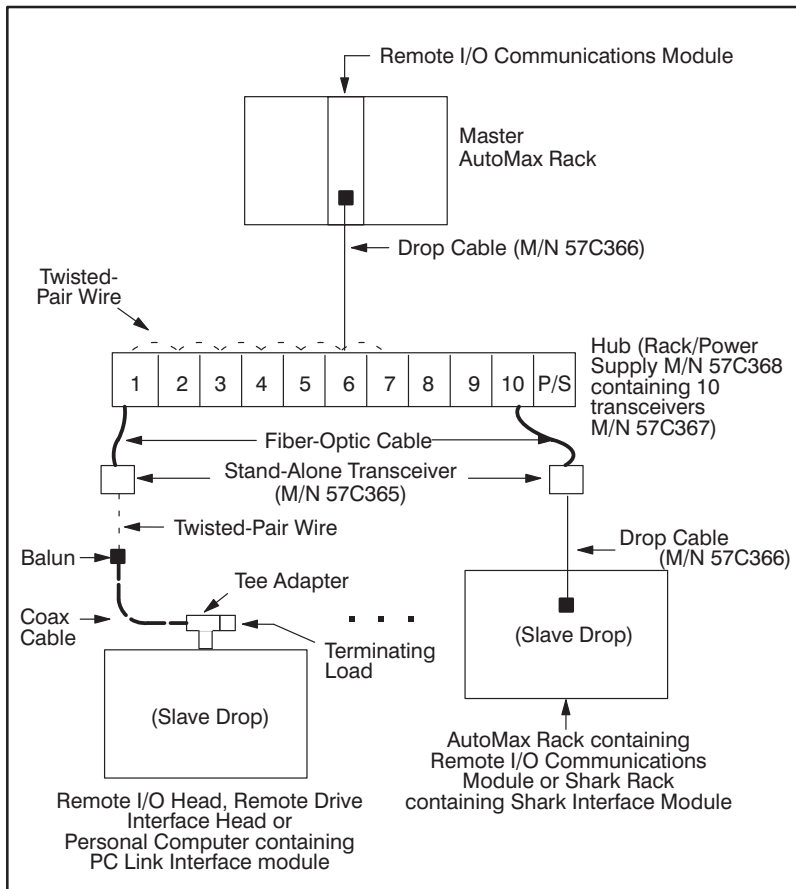 Remote I/O Communications Module
Master
AutoMax Rack
Drop Cable (M/N 57C366)
Twisted-
Pair Wire
Hub (Rack/Power
Supply M/N 57C368
containing 10
transceivers
M/N 57C367)
1 2 3 4 5 6 7 8 9 10 P/S
Fiber-Optic Cable
Stand-Alone Transceiver
(M/N 57C365)
Twisted-Pair Wire
Drop Cable
(M/N 57C366)
Balun
Tee Adapter
Coax
Cable
Terminating
Load
(Slave Drop)
(Slave Drop)
AutoMax Rack containing
Remote I/O Communications
Module or Shark Rack
containing Shark Interface Module
Remote I/O Head, Remote Drive
Interface Head or
Personal Computer containing
PC Link Interface module